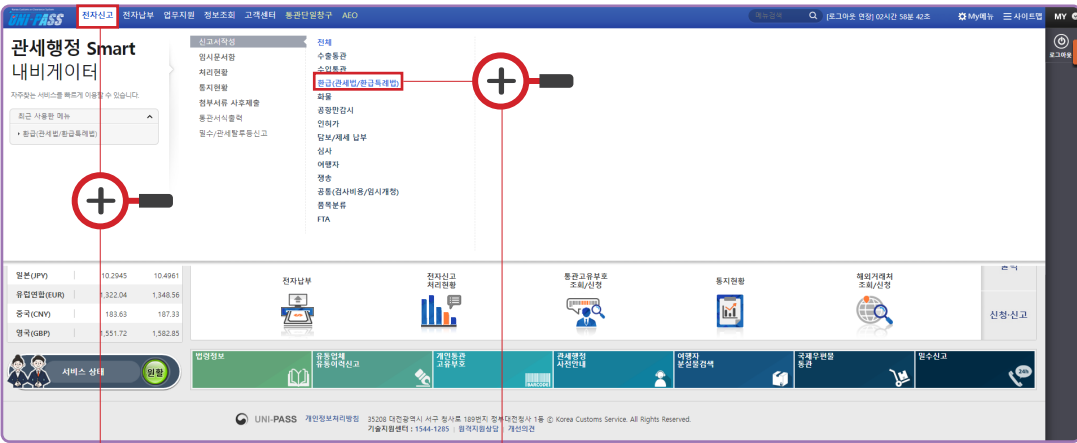 UNI-PASS 전자신고 전자납부 업무지원 정보조회 고객센터 통관단일창구 AEO 메뉴검색 [로그아웃 연장] 02시간 58분 42초 My메뉴 사이트맵 MY
관세행정 Smart
내비게이터
자주찾는 서비스를 빠르게 이용할 수 있습니다.
최근 사용한 메뉴
환급(관세법/환급특례법)
신고서작성
임시문서함
처리현황
통지현황
첨부서류 사후제출
통관서식출력
밀수/관세탈루등신고
전체
수출통관
수입통관
환급(관세법/환급특례법)
화물
공항만감시
인허가
담보/제세 납부
심사
여행자
쟁송
공통(검사비용/임시개청)
품목분류
FTA
로그아웃
일본(JPY) 10.2945 10.4961
유럽연합(EUR) 1,322.04 1,348.56
중국(CNY) 183.63 187.33
영국(GBP) 1,551.72 1,582.85
전자납부
전자신고
처리현황
통관고유부호
조회/신청
통지현황
해외거래처
조회/신청
신청·신고
서비스 상태 원활
법령정보
유통업체
유통이력신고
개인통관
고유부호
BARCODE
관세행정
사전안내
여행자
분실물검색
국제우편물
통관
밀수신고
24h
UNI-PASS 개인정보처리방침 35208 대전광역시 서구 청사로 189번지 정부대전청사 1동 ⓒ Korea Customs Service. All Rights Reserved.
기술지원센터 : 1544-1285 원격지원상담 개선의견